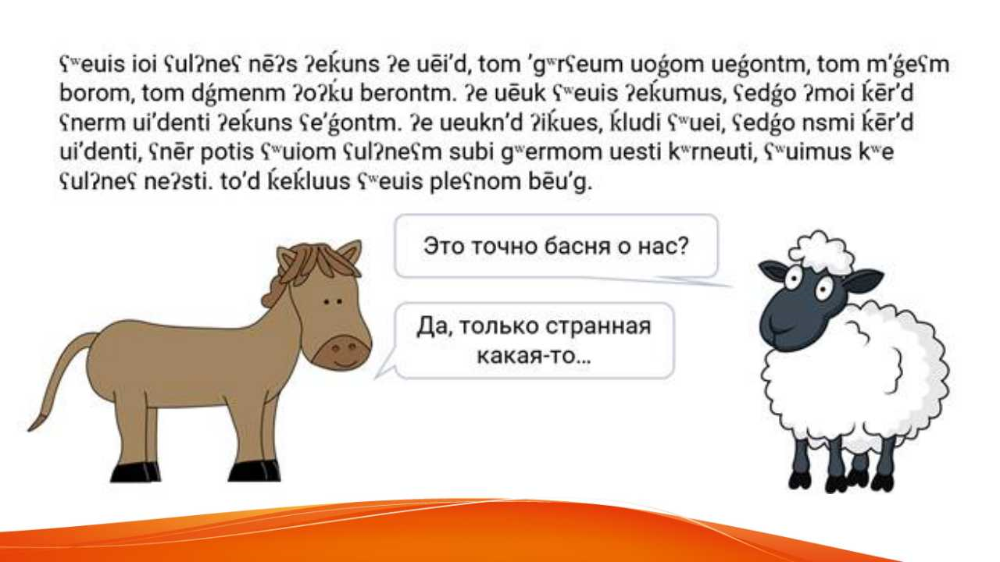 ʕʷeuis ioi ʕulʔneʕ nēʔs ʔeḱuns ʔe uēi’d, tom ’gʷrʕeum uoǵom ueǵontm, tom m’ǵeʕm
borom, tom dǵmenm ʔoʔḱu berontm. ʔe uēuk ʕʷeuis ʔeḱumus, ʕedǵo ʔmoi ḱēr’d
ʕnerm ui’denti ʔeḱuns ʕe’ǵontm. ʔe ueukn’d ʔiḱues, ḱludi ʕʷuei, ʕedǵo nsmi ḱēr’d
ui’denti, ʕnēr potis ʕʷuiom ʕulʔneʕm subi gʷermom uesti kʷrneuti, ʕʷuimus kʷe
ʕulʔneʕ neʔsti. to’d ḱeḱluus ʕʷeuis pleʕnom bēu’g.
Это точно басня о нас?
Да, только странная
какая-то...